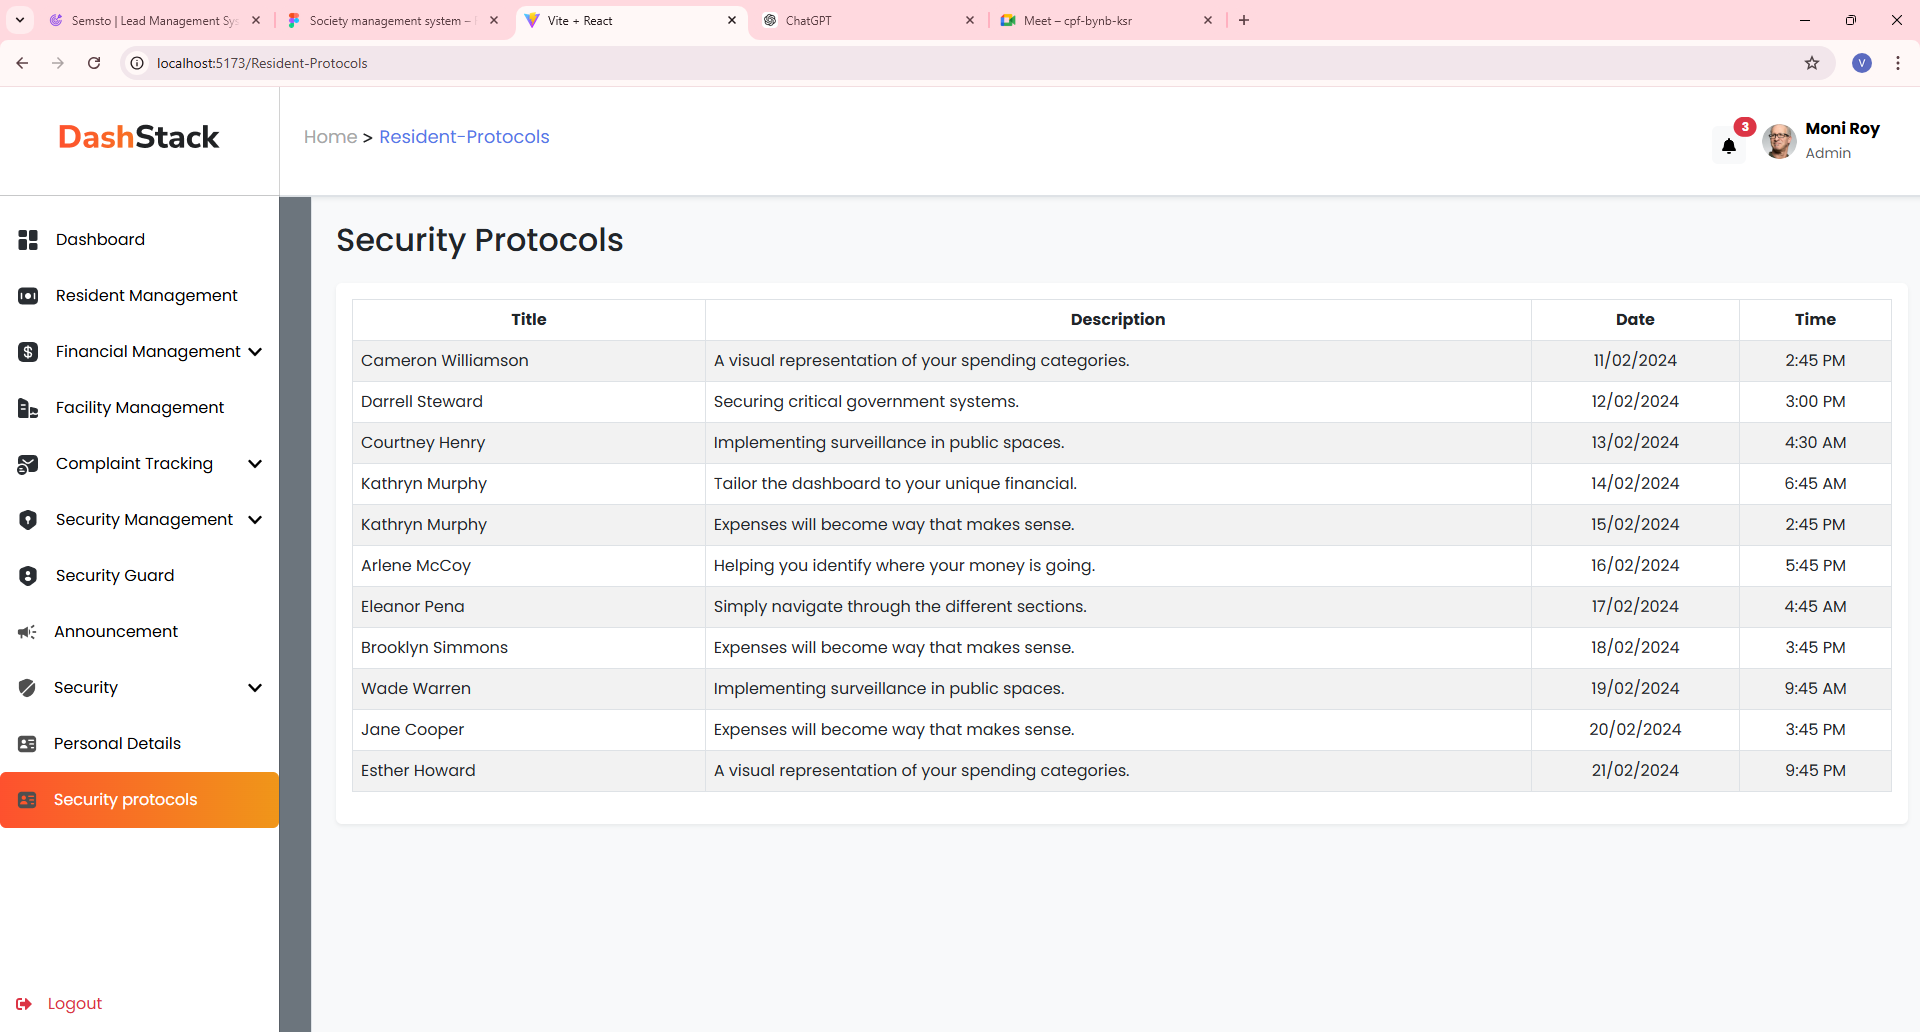 Semsto | Lead Management Sys
Society management system –
Vite + React
ChatGPT
Meet – cpf-bynb-ksr
localhost:5173/Resident-Protocols
V
DashStack
Home > Resident-Protocols
3
Moni Roy
Admin
Dashboard
Resident Management
Financial Management
Facility Management
Complaint Tracking
Security Management
Security Guard
Announcement
Security
Personal Details
Security protocols
Logout
Security Protocols
Title Description Date Time
Cameron Williamson A visual representation of your spending categories. 11/02/2024 2:45 PM
Darrell Steward Securing critical government systems. 12/02/2024 3:00 PM
Courtney Henry Implementing surveillance in public spaces. 13/02/2024 4:30 AM
Kathryn Murphy Tailor the dashboard to your unique financial. 14/02/2024 6:45 AM
Kathryn Murphy Expenses will become way that makes sense. 15/02/2024 2:45 PM
Arlene McCoy Helping you identify where your money is going. 16/02/2024 5:45 PM
Eleanor Pena Simply navigate through the different sections. 17/02/2024 4:45 AM
Brooklyn Simmons Expenses will become way that makes sense. 18/02/2024 3:45 PM
Wade Warren Implementing surveillance in public spaces. 19/02/2024 9:45 AM
Jane Cooper Expenses will become way that makes sense. 20/02/2024 3:45 PM
Esther Howard A visual representation of your spending categories. 21/02/2024 9:45 PM